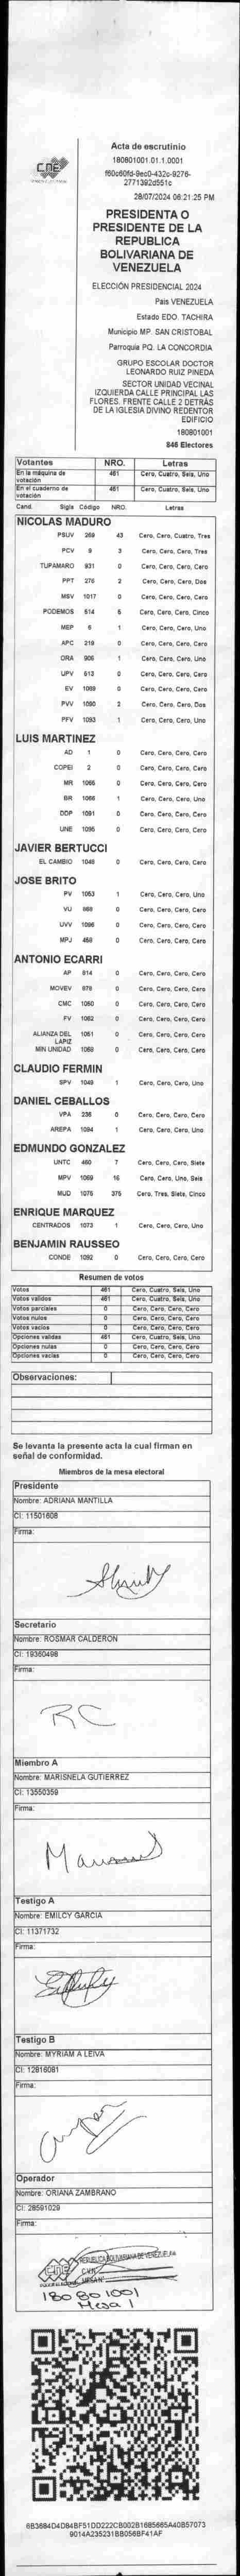 CNE
Acta de escrutinio
180801001.01.1.0001
f60c60fd-9ec0-432c-9276-
2771392d551c
28/07/2024 06:21:25 PM
PRESIDENTA O
PRESIDENTE DE LA
REPUBLICA
BOLIVARIANA DE
VENEZUELA
ELECCIÓN PRESIDENCIAL 2024
Pais VENEZUELA
Estado EDO. TACHIRA
Municipio MP. SAN CRISTOBAL
Parroquia PQ. LA CONCORDIA
GRUPO ESCOLAR DOCTOR
LEONARDO RUIZ PINEDA
SECTOR UNIDAD VECINAL
IZQUIERDA CALLE PRINCIPAL LAS
FLORES. FRENTE CALLE 2 DETRÁS
DE LA IGLESIA DIVINO REDENTOR
EDIFICIO
180801001
846 Electores
Votantes NRO. Letras
En la máquina de votación 461 Cero, Cuatro, Seis, Uno
En el cuaderno de votación 461 Cero, Cuatro, Seis, Uno
Cand. Sigla Código NRO. Letras
NICOLAS MADURO
PSUV 269 43 Cero, Cero, Cuatro, Tres
PCV 9 3 Cero, Cero, Cero, Tres
TUPAMARO 931 0 Cero, Cero, Cero, Cero
PPT 276 2 Cero, Cero, Cero, Dos
MSV 1017 0 Cero, Cero, Cero, Cero
PODEMOS 514 5 Cero, Cero, Cero, Cinco
MEP 6 1 Cero, Cero, Cero, Uno
APC 219 0 Cero, Cero, Cero, Cero
ORA 906 1 Cero, Cero, Cero, Uno
UPV 613 0 Cero, Cero, Cero, Cero
EV 1089 0 Cero, Cero, Cero, Cero
PVV 1090 2 Cero, Cero, Cero, Dos
PFV 1093 1 Cero, Cero, Cero, Uno
LUIS MARTINEZ
AD 1 0 Cero, Cero, Cero, Cero
COPEI 2 0 Cero, Cero, Cero, Cero
MR 1066 0 Cero, Cero, Cero, Cero
BR 1068 1 Cero, Cero, Cero, Uno
DDP 1091 0 Cero, Cero, Cero, Cero
UNE 1095 0 Cero, Cero, Cero, Cero
JAVIER BERTUCCI
EL CAMBIO 1048 0 Cero, Cero, Cero, Cero
JOSE BRITO
PV 1053 1 Cero, Cero, Cero, Uno
VU 0 Cero, Cero, Cero, Cero
UVV 1096 0 Cero, Cero, Cero, Cero
MPJ 458 0 Cero, Cero, Cero, Cero
ANTONIO ECARRI
AP 914 0 Cero, Cero, Cero, Cero
MOVEV 978 0 Cero, Cero, Cero, Cero
CMC 1050 0 Cero, Cero, Cero, Cero
FV 1062 0 Cero, Cero, Cero, Cero
ALIANZA DEL LAPIZ 1051 0 Cero, Cero, Cero, Cero
MIN UNIDAD 1068 0 Cero, Cero, Cero, Cero
CLAUDIO FERMIN
SPV 1049 1 Cero, Cero, Cero, Uno
DANIEL CEBALLOS
VPA 236 0 Cero, Cero, Cero, Cero
AREPA 1094 1 Cero, Cero, Cero, Uno
EDMUNDO GONZALEZ
UNTC 460 7 Cero, Cero, Cero, Siete
MPV 1069 16 Cero, Cero, Uno, Seis
MUD 1075 375 Cero, Tres, Siete, Cinco
ENRIQUE MARQUEZ
CENTRADOS 1073 1 Cero, Cero, Cero, Uno
BENJAMIN RAUSSEO
CONDE 1092 0 Cero, Cero, Cero, Cero
Resumen de votos
Votos 461 Cero, Cuatro, Seis, Uno
Votos validos 461 Cero, Cuatro, Seis, Uno
Votos parciales 0 Cero, Cero, Cero, Cero
Votos nulos 0 Cero, Cero, Cero, Cero
Votos vacios 0 Cero, Cero, Cero, Cero
Opciones validas 461 Cero, Cuatro, Seis, Uno
Opciones nulas 0 Cero, Cero, Cero, Cero
Opciones vacias 0 Cero, Cero, Cero, Cero
Observaciones:
Se levanta la presente acta la cual firman en
señal de conformidad.
Miembros de la mesa electoral
Presidente
Nombre: ADRIANA MANTILLA
CI: 11501608
Firma:
Secretario
Nombre: ROSMAR CALDERON
CI: 19360498
Firma:
RC
Miembro A
Nombre: MARISNELA GUTIERREZ
CI: 13550359
Firma:
Testigo A
Nombre: EMILCY GARCIA
CI: 11371732
Firma:
Testigo B
Nombre: MYRIAM A LEIVA
CI: 12816081
Firma:
Operador
Nombre: ORIANA ZAMBRANO
CI: 28591029
Firma:
CNE REPUBLICA BOLIVARIANA DE VENEZUELA
180801001
Mesa 1
6B3684D4D84BF51DD222CB002B1685665A40B57073
9014A235231BB056BF41AF